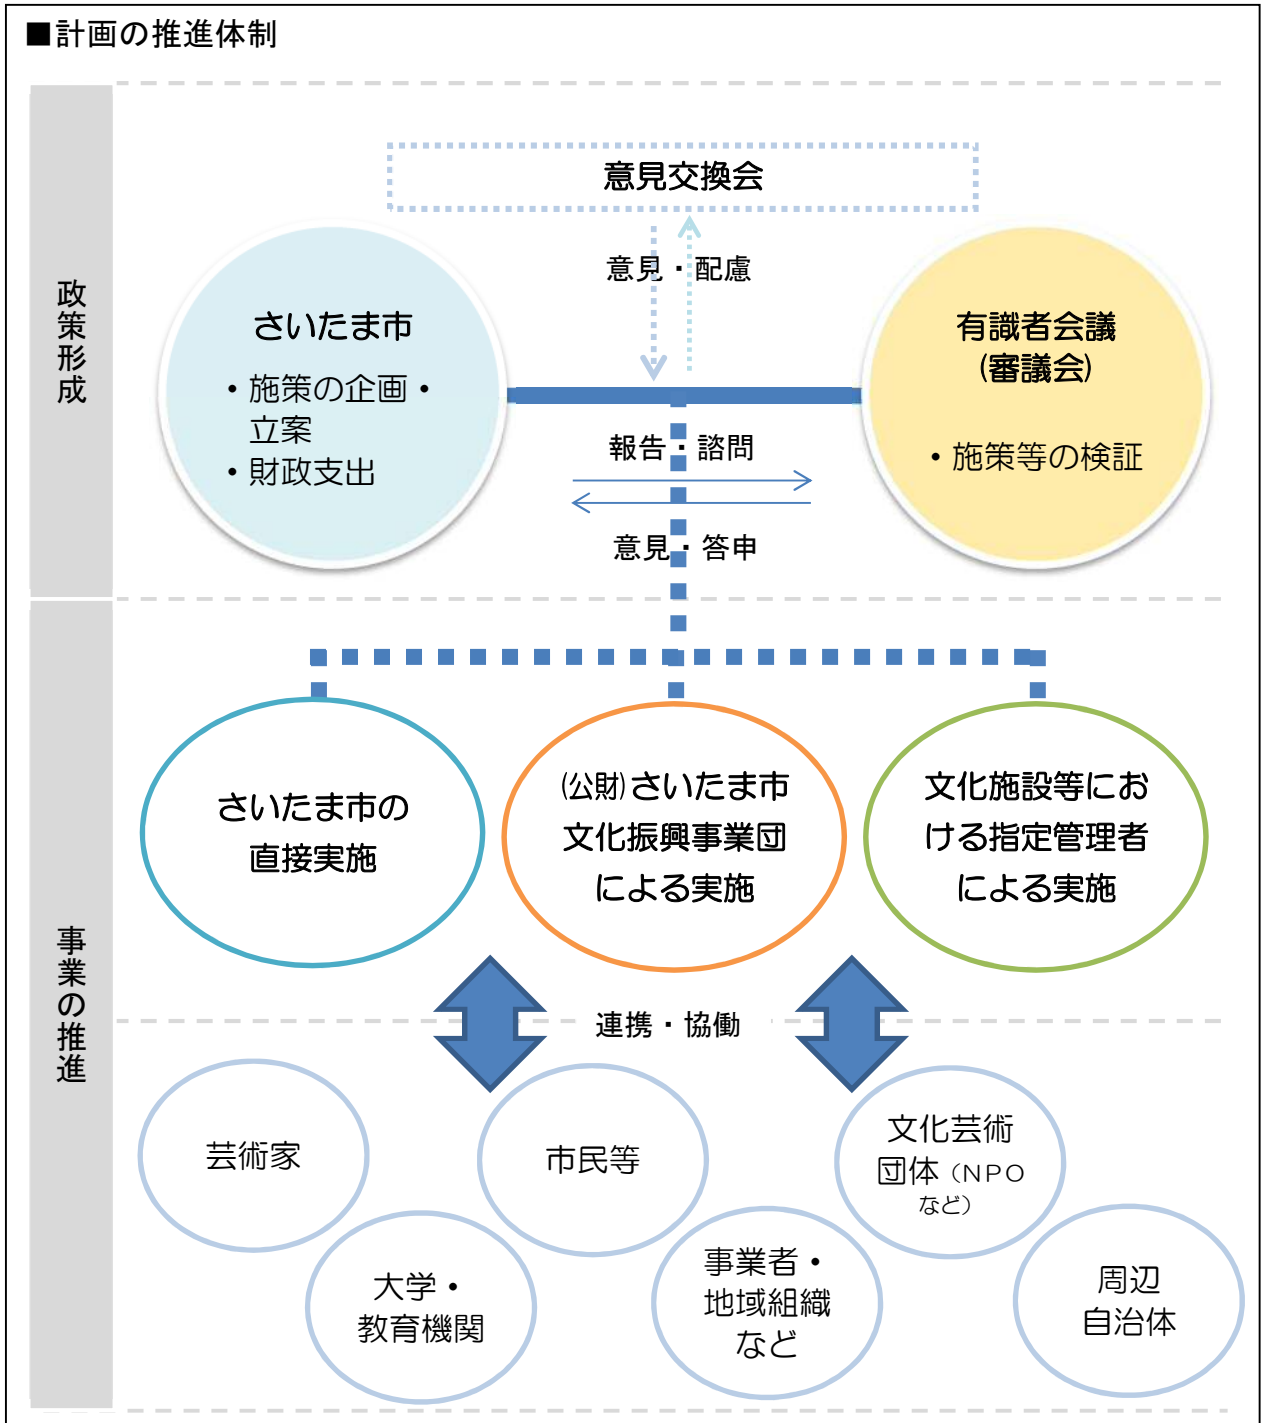 ■計画の推進体制
政策形成
意見交換会
意見・配慮
さいたま市
・施策の企画・
立案
・財政支出
有識者会議
(審議会)
・施策等の検証
報告・諮問
意見・答申
事業の推進
さいたま市の
直接実施
(公財)さいたま市
文化振興事業団
による実施
文化施設等にお
ける指定管理者
による実施
連携・協働
芸術家
市民等
文化芸術
団体（NPO
など）
大学・
教育機関
事業者・
地域組織
など
周辺
自治体